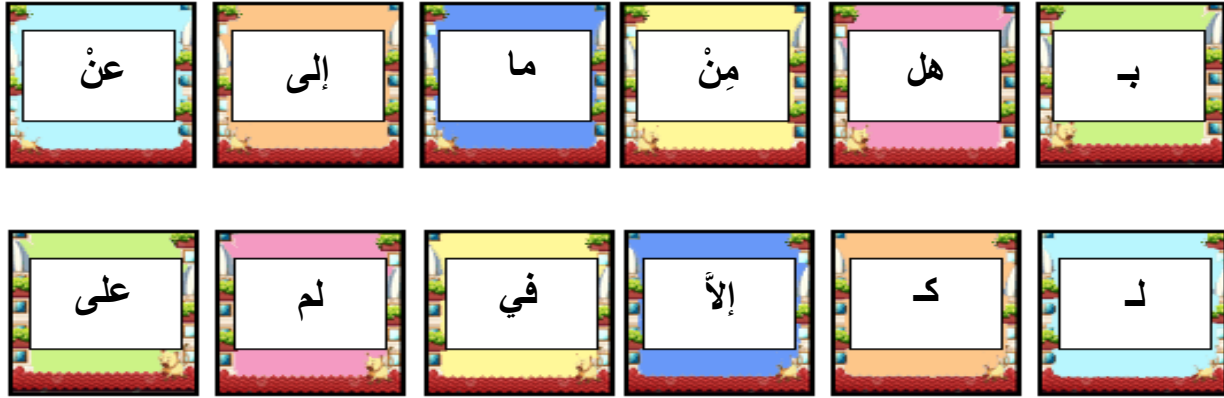 بـ هل مِنْ ما إلى عنْ
لـ كـ إلاَّ في لم على